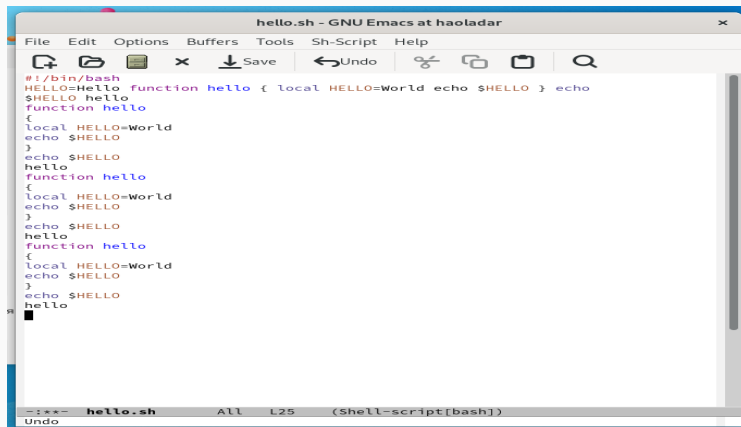 hello.sh - GNU Emacs at haoladar
File Edit Options Buffers Tools Sh-Script Help
Save Undo
#!/bin/bash
HELLO=Hello function hello { local HELLO=World echo $HELLO } echo
$HELLO hello
function hello
{
local HELLO=World
echo $HELLO
}
echo $HELLO
hello
function hello
{
local HELLO=World
echo $HELLO
}
echo $HELLO
hello
function hello
{
local HELLO=World
echo $HELLO
}
echo $HELLO
hello
я
-:**- hello.sh All L25 (Shell-script[bash])
Undo